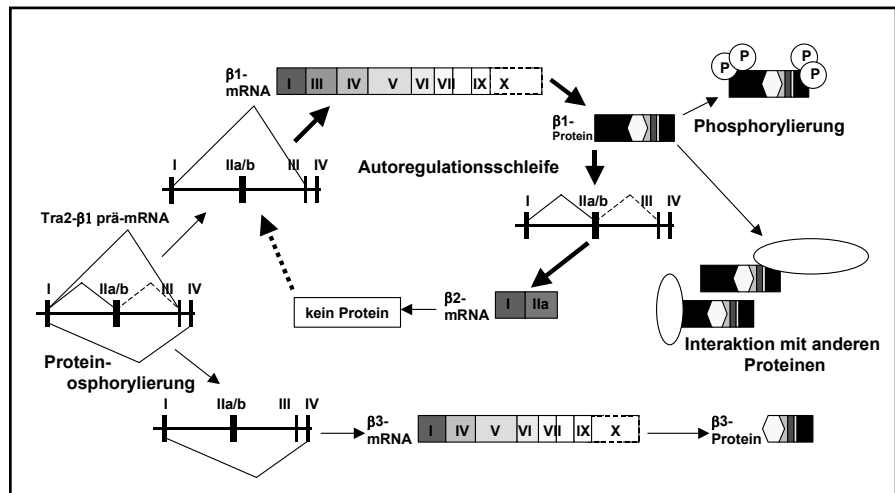 β1-
mRNA
I III IV V VI VII IX X
P P P P
β1-
Protein
Phosphorylierung
Autoregulationsschleife
I IIa/b III IV
I IIa/b III IV
Tra2-β1 prä-mRNA
I IIa/b III IV
kein Protein
β2-
mRNA
I IIa
Interaktion mit anderen
Proteinen
Protein-
osphorylierung
I IIa/b III IV
β3-
mRNA
I IV V VI VII IX X
β3-
Protein